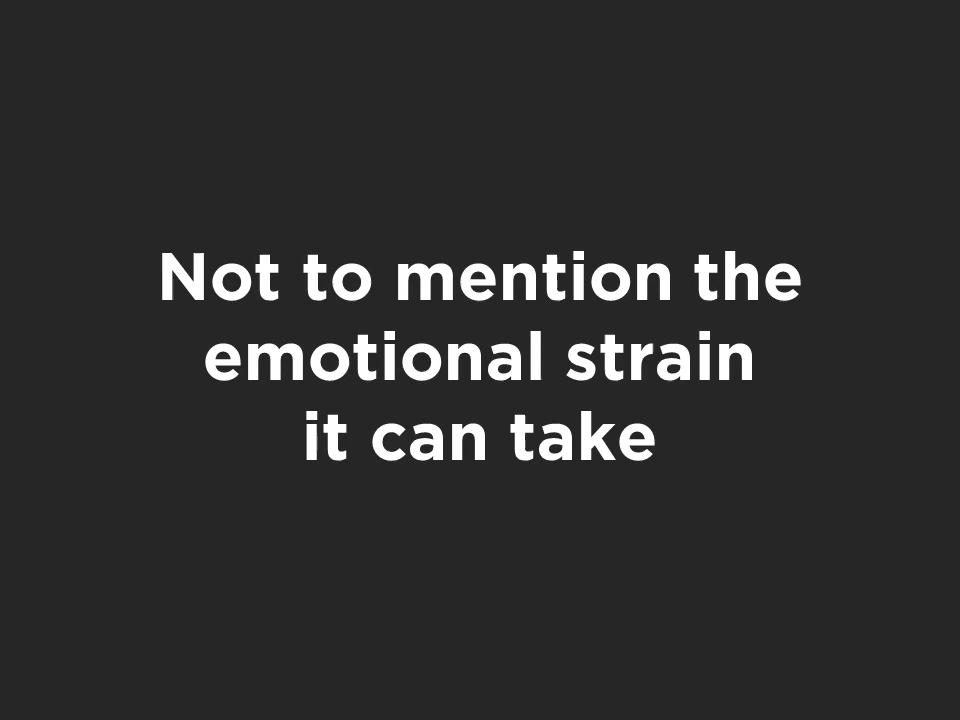 Not to mention the
emotional strain
it can take